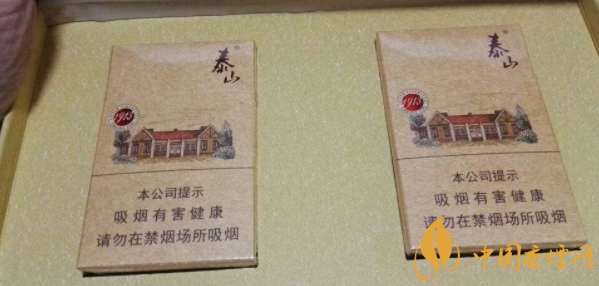 泰山
1915
本公司提示
吸烟有害健康
请勿在禁烟场所吸烟
泰山
1915
本公司提示
吸烟有害健康
请勿在禁烟场所吸烟
中国香烟网